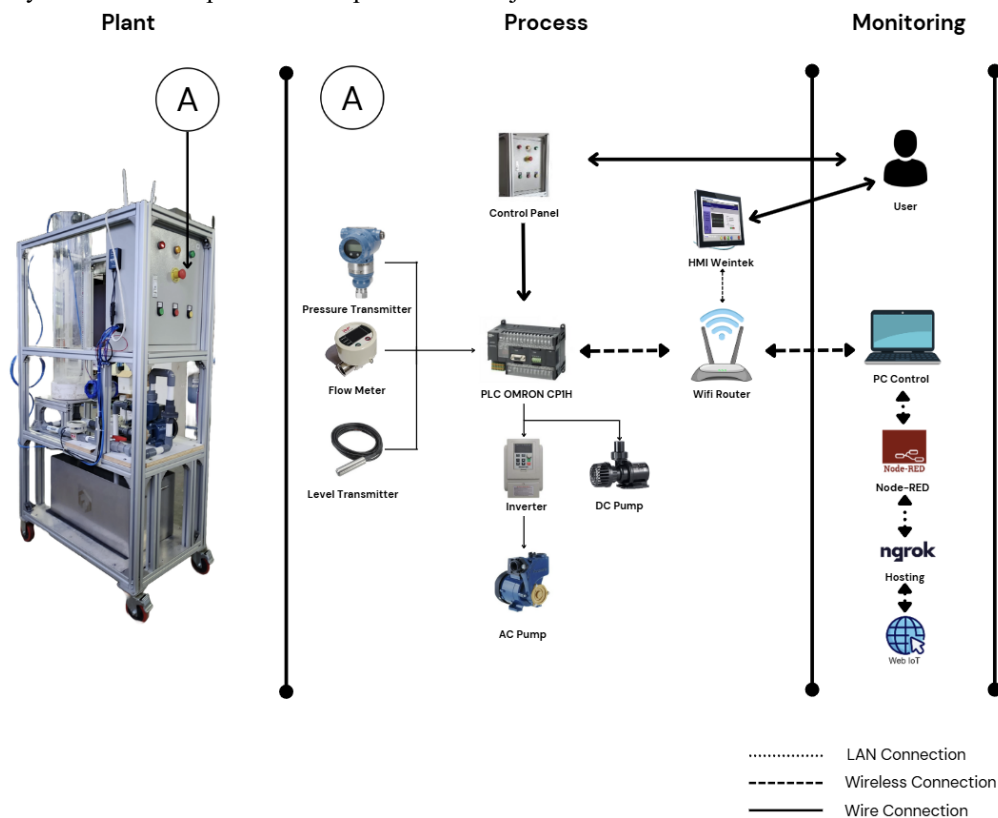 Plant
Process
Monitoring
A
A
Control Panel
User
HMI Weintek
Pressure Transmitter
Flow Meter
PLC OMRON CP1H
Wifi Router
PC Control
Node-RED
Node-RED
Level Transmitter
Inverter
DC Pump
ngrok
Hosting
AC Pump
Web IoT
LAN Connection
Wireless Connection
Wire Connection